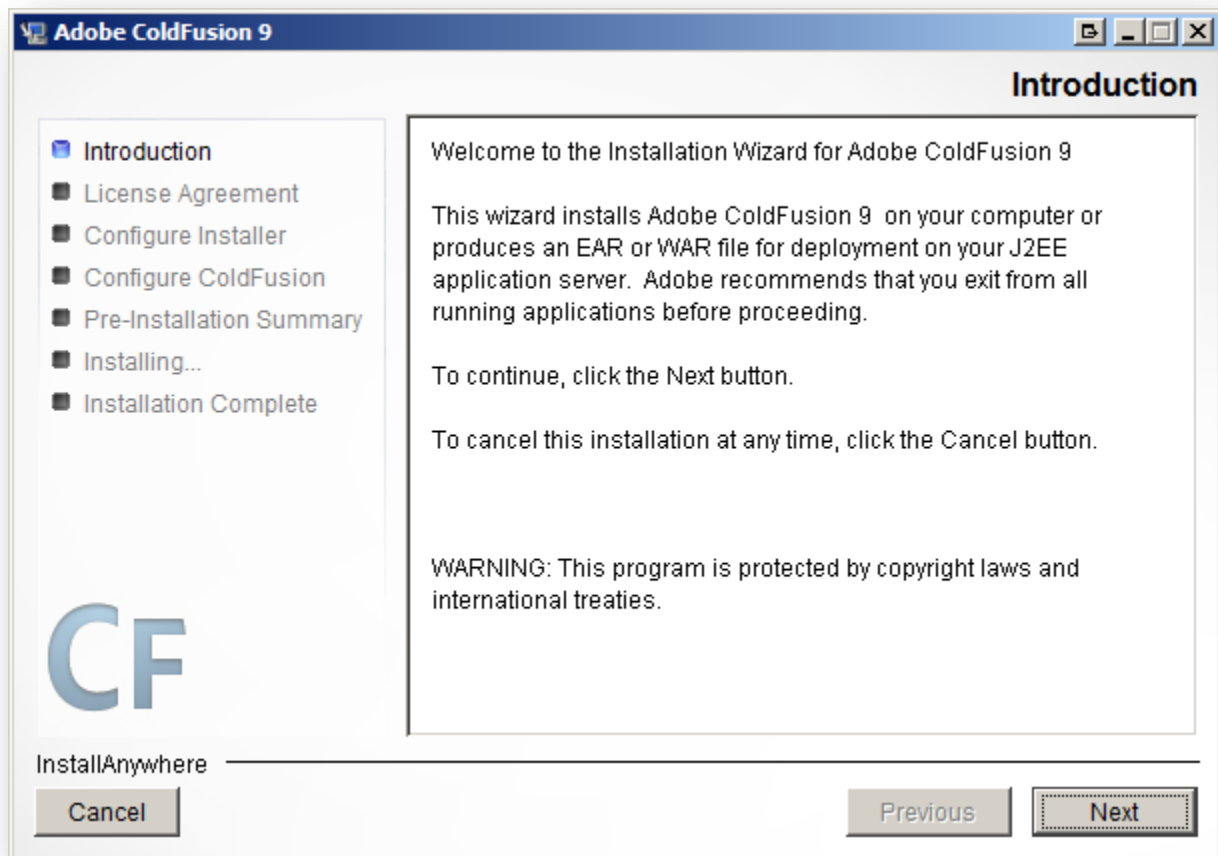 Adobe ColdFusion 9
Introduction
Introduction
License Agreement
Configure Installer
Configure ColdFusion
Pre-Installation Summary
Installing...
Installation Complete
CF
Welcome to the Installation Wizard for Adobe ColdFusion 9
This wizard installs Adobe ColdFusion 9  on your computer or
produces an EAR or WAR file for deployment on your J2EE
application server.  Adobe recommends that you exit from all
running applications before proceeding.
To continue, click the Next button.
To cancel this installation at any time, click the Cancel button.
WARNING: This program is protected by copyright laws and
international treaties.
InstallAnywhere
Cancel
Previous
Next